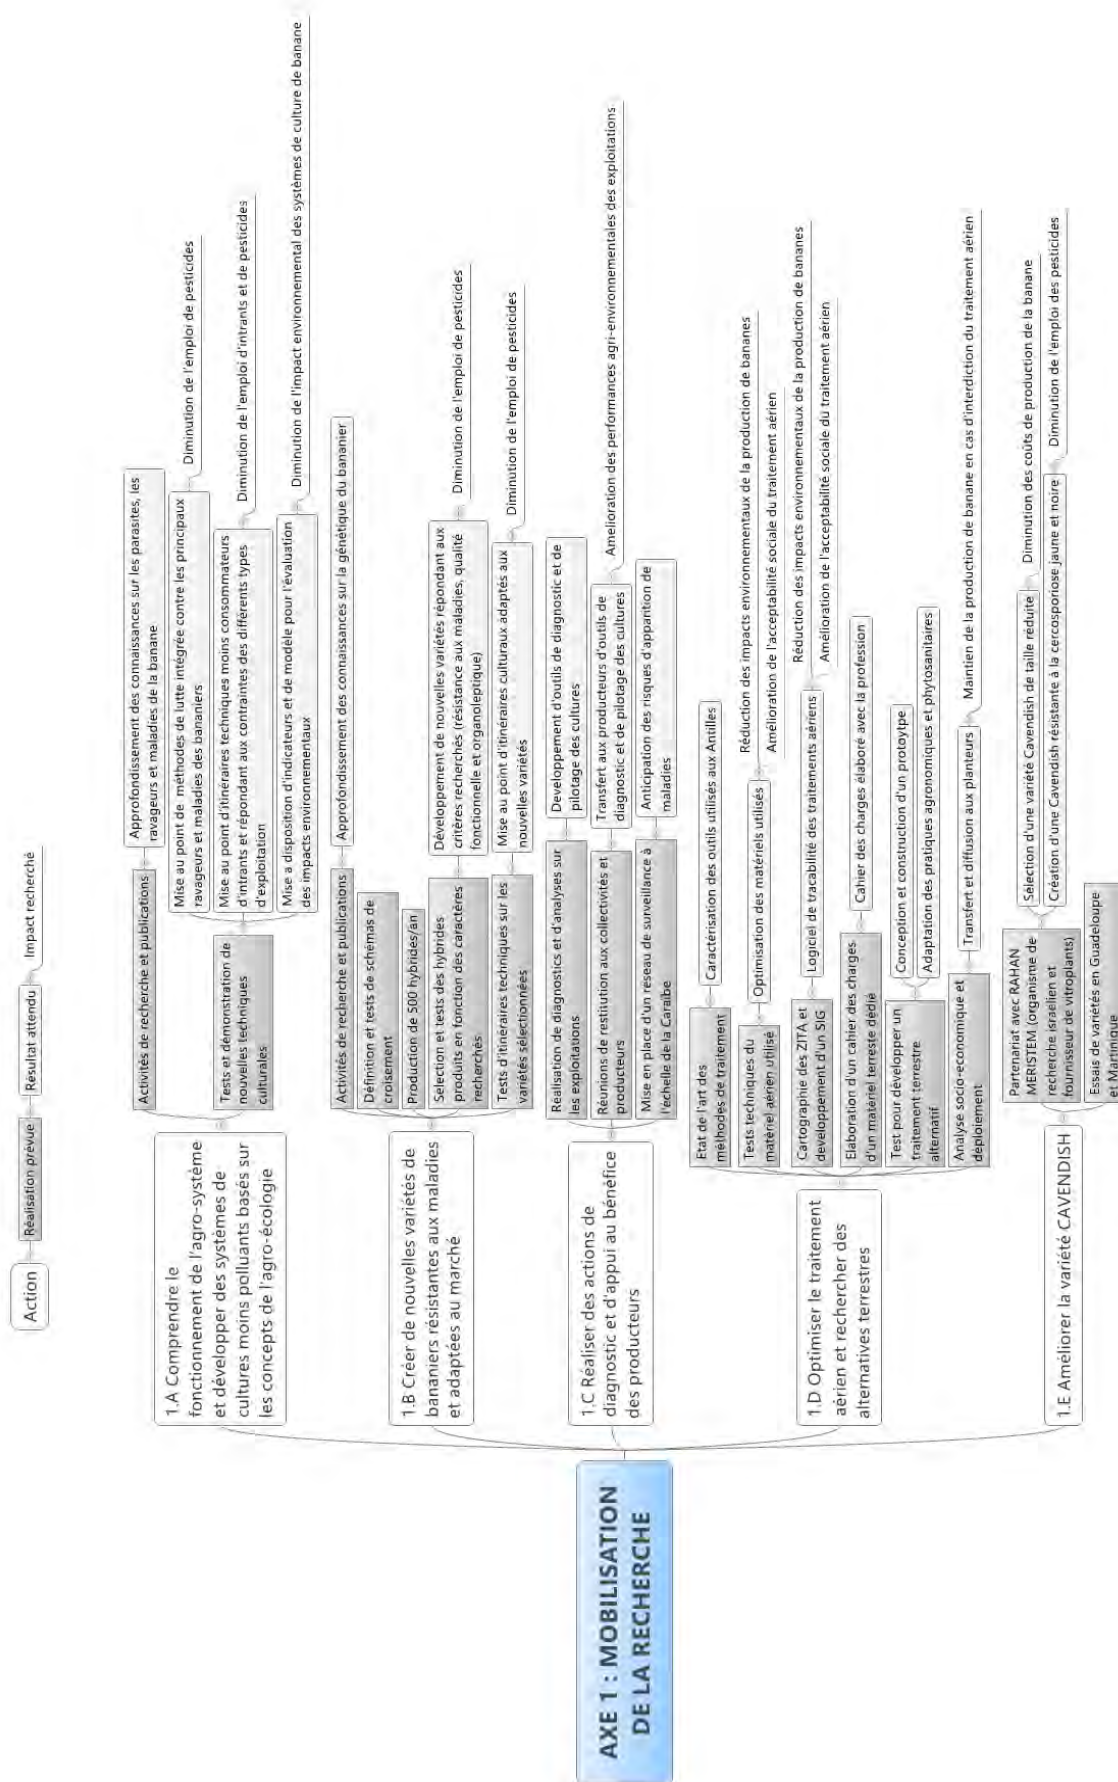 Action
Réalisation prévue
Résultat attendu
Impact recherché
AXE 1 : MOBILISATION
DE LA RECHERCHE
1.A Comprendre le
fonctionnement de l'agro-système
et développer des systèmes de
cultures moins polluants basés sur
les concepts de l'agro-écologie
Activités de recherche et publications
Approfondissement des connaissances sur les parasites, les
ravageurs et maladies de la banane
Tests et démonstration de
nouvelles techniques
culturales
Mise au point de méthodes de lutte intégrée contre les principaux
ravageurs et maladies des bananiers
Diminution de l'emploi de pesticides
Mise au point d'itinéraires techniques moins consommateurs
d'intrants et répondant aux contraintes des différents types
d'exploitation
Diminution de l'emploi d'intrants et de pesticides
Mise a disposition d'indicateurs et de modèle pour l'évaluation
des impacts environnementaux
Diminution de l'impact environmental des systèmes de culture de banane
1.B Créer de nouvelles variétés de
bananiers résistantes aux maladies
et adaptées au marché
Activités de recherche et publications
Approfondissement des connaissances sur la génétique du bananier
Définition et tests de schémas de
croisement
Production de 500 hybrides/an
Sélection et tests des hybrides
produits en fonction des caractères
recherchés
Développement de nouvelles variétés répondant aux
critères recherchés (résistance aux maladies, qualité
fonctionnelle et organoleptique)
Diminution de l'emploi de pesticides
Tests d'itinéraires techniques sur les
variétés sélectionnées
Mise au point d'itinéraires culturaux adaptés aux
nouvelles variétés
Diminution de l'emploi de pesticides
1.C Réaliser des actions de
diagnostic et d'appui au bénéfice
des producteurs
Réalisation de diagnostics et d'analyses sur
les exploitations
Developpement d'outils de diagnostic et de
pilotage des cultures
Réunions de restitution aux collectivités et
producteurs
Transfert aux producteurs d'outils de
diagnostic et de pilotage des cultures
Amelioration des performances agri-environnementales des exploitations
Mise en place d'un réseau de surveillance à
l'échelle de la Caraïbe
Anticipation des risques d'apparition de
maladies
1.D Optimiser le traitement
aérien et rechercher des
alternatives terrestres
Etat de l'art des
méthodes de traitement
Caractérisation des outils utilisés aux Antilles
Tests techniques du
matériel aérien utilisé
Optimisation des matériels utilisés
Réduction des impacts environementaux de la production de bananes
Amélioration de l'acceptabilité sociale du traitement aérien
Cartographie des ZITA et
developpement d'un SIG
Logiciel de tracabilité des traitements aériens
Réduction des impacts environementaux de la production de bananes
Amélioration de l'acceptabilité sociale du traitement aérien
Elaboration d'un cahier des charges
d'un matériel terreste dédié
Cahier des charges élaboré avec la profession
Test pour développer un
traitement terrestre
alternatif
Conception et construction d'un protoytpe
Adaptation des pratiques agronomiques et phytosanitaires
Analyse socio-économique et
déploiement
Transfert et diffusion aux planteurs
Maintien de la production de banane en cas d'interdiction du traitement aérien
1.E Améliorer la variété CAVENDISH
Partenariat avec RAHAN
MERISTEM (organisme de
recherche israelien et
fournisseur de vitroplants)
Sélection d'une variété Cavendish de taille réduite
Diminution des coûts de production de la banane
Création d'une Cavendish résistante à la cercosporiose jaune et noire
Diminution de l'emploi des pesticides
Essais de variétés en Guadeloupe
et Martinique